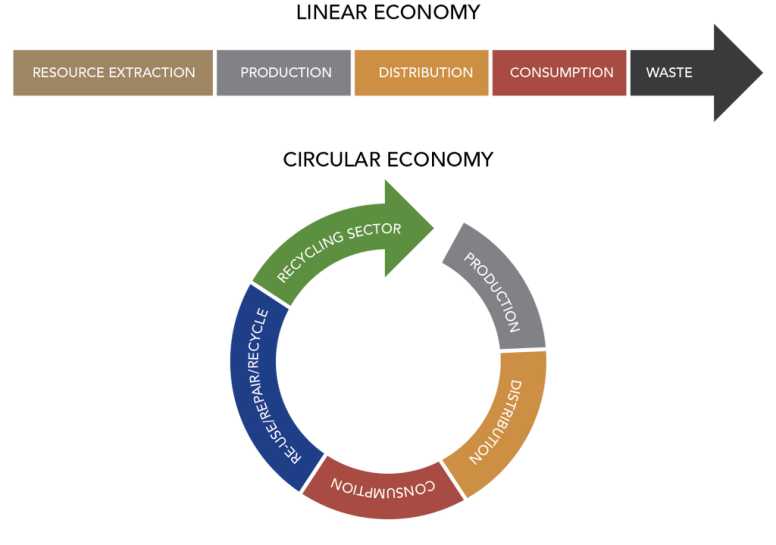 LINEAR ECONOMY
RESOURCE EXTRACTION
PRODUCTION
DISTRIBUTION
CONSUMPTION
WASTE
CIRCULAR ECONOMY
RECYCLING SECTOR
PRODUCTION
DISTRIBUTION
CONSUMPTION
RE-USE/REPAIR/RECYCLE